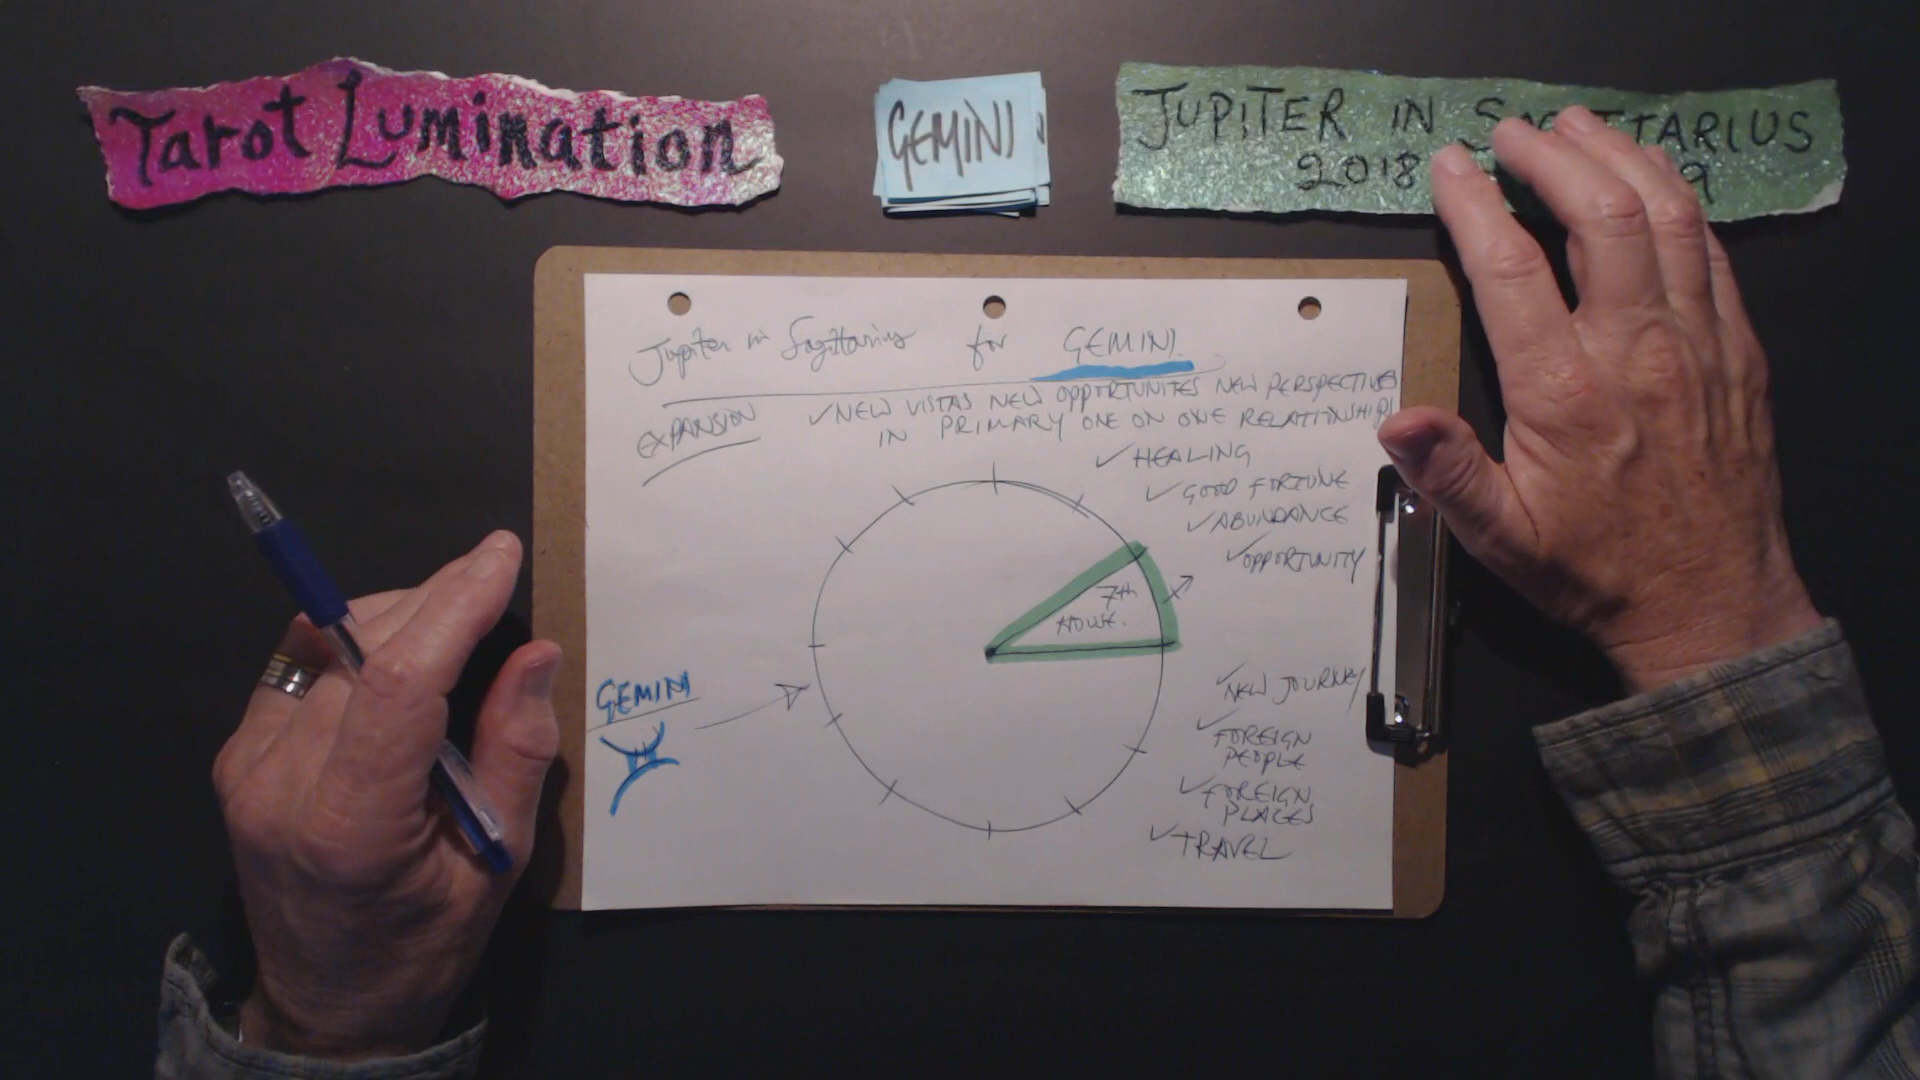 Tarot Lumination
GEMINI
JUPITER IN SAGITTARIUS
2018
Jupiter in Sagittarius for GEMINI.
EXPANSION
✓NEW VISTAS NEW OPPORTUNITES NEW PERSPECTIVES
IN PRIMARY ONE ON ONE RELATIONSHIPS
✓HEALING
✓GOOD FORTUNE
✓ABUNDANCE
✓OPPORTUNITY
7th
HOUSE.
GEMINI
✓NEW JOURNEY
✓FOREIGN
PEOPLE
✓FOREIGN
PLACES
✓TRAVEL